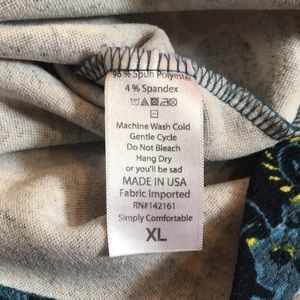 96% Spun Polyester
4% Spandex
Machine Wash Cold
Gentle Cycle
Do Not Bleach
Hang Dry
or you'll be sad
MADE IN USA
Fabric Imported
RN#142161
Simply Comfortable
XL